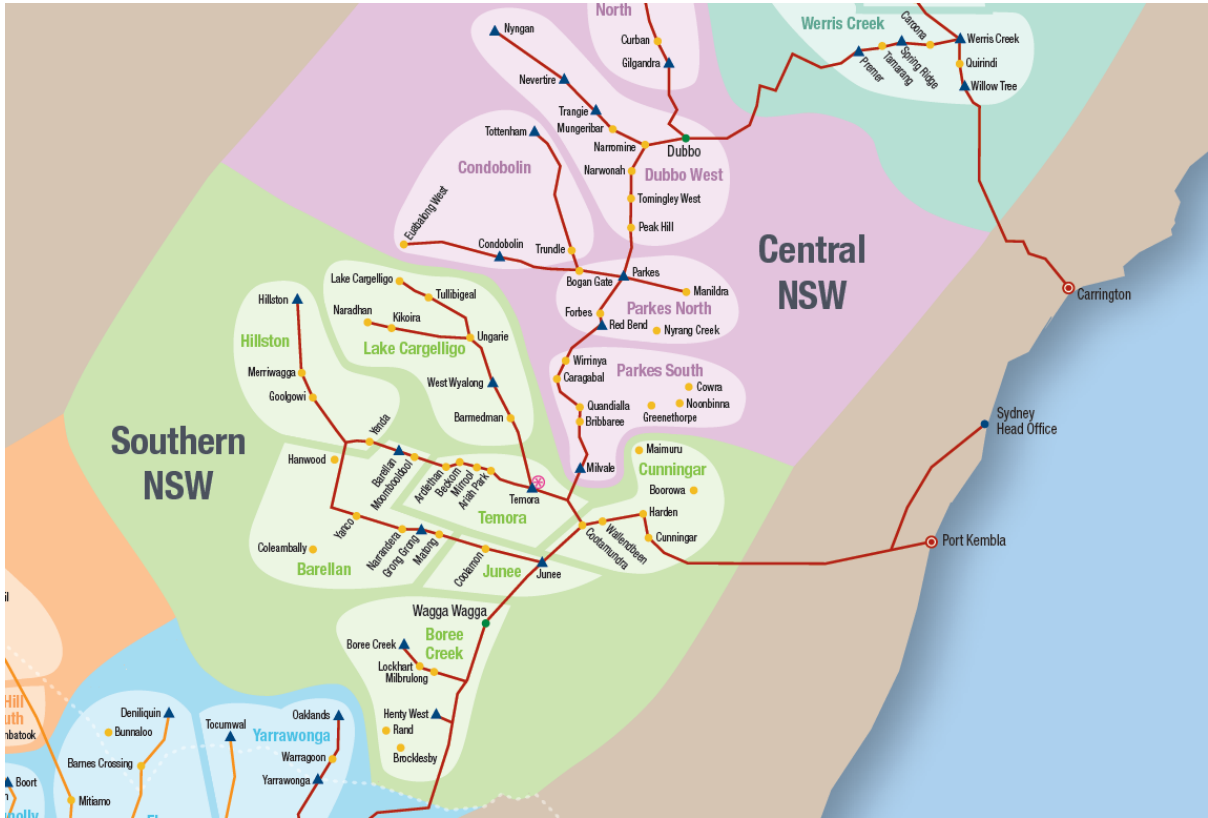 North
Curban
Gilgandra
Nyngan
Nevertire
Trangie
Mungeribar
Narromine
Dubbo
Narwonah
Dubbo West
Tomingley West
Peak Hill
Werris Creek
Caroona
Werris Creek
Spring Ridge
Tamarang
Premer
Quirindi
Willow Tree
Tottenham
Condobolin
Euabalong West
Condobolin
Trundle
Bogan Gate
Parkes
Manildra
Parkes North
Forbes
Red Bend
Nyrang Creek
Central
NSW
Carrington
Hillston
Hillston
Merriwagga
Goolgowi
Lake Cargelligo
Tullibigeal
Naradhan
Kikoira
Ungarie
Lake Cargelligo
West Wyalong
Barmedman
Wirrinya
Caragabal
Parkes South
Cowra
Noonbinna
Greenethorpe
Quandialla
Bribbaree
Milvale
Sydney
Head Office
Southern
NSW
Yenda
Hanwood
Barellan
Moombooldool
Ardlethan
Beckom
Mirrool
Ariah Park
Temora
Temora
Maimuru
Cunningar
Boorowa
Harden
Cunningar
Wallendbeen
Cootamundra
Port Kembla
Yanco
Coleambally
Barellan
Narrandera
Grong Grong
Matong
Coolamon
Junee
Junee
Wagga Wagga
Boree
Creek
Boree Creek
Lockhart
Milbrulong
Henty West
Rand
Brocklesby
il
Hill
uth
nbatook
Deniliquin
Bunnaloo
Barnes Crossing
Mitiamo
Boort
Tocumwal
Yarrawonga
Oaklands
Warragoon
Yarrawonga
nolly